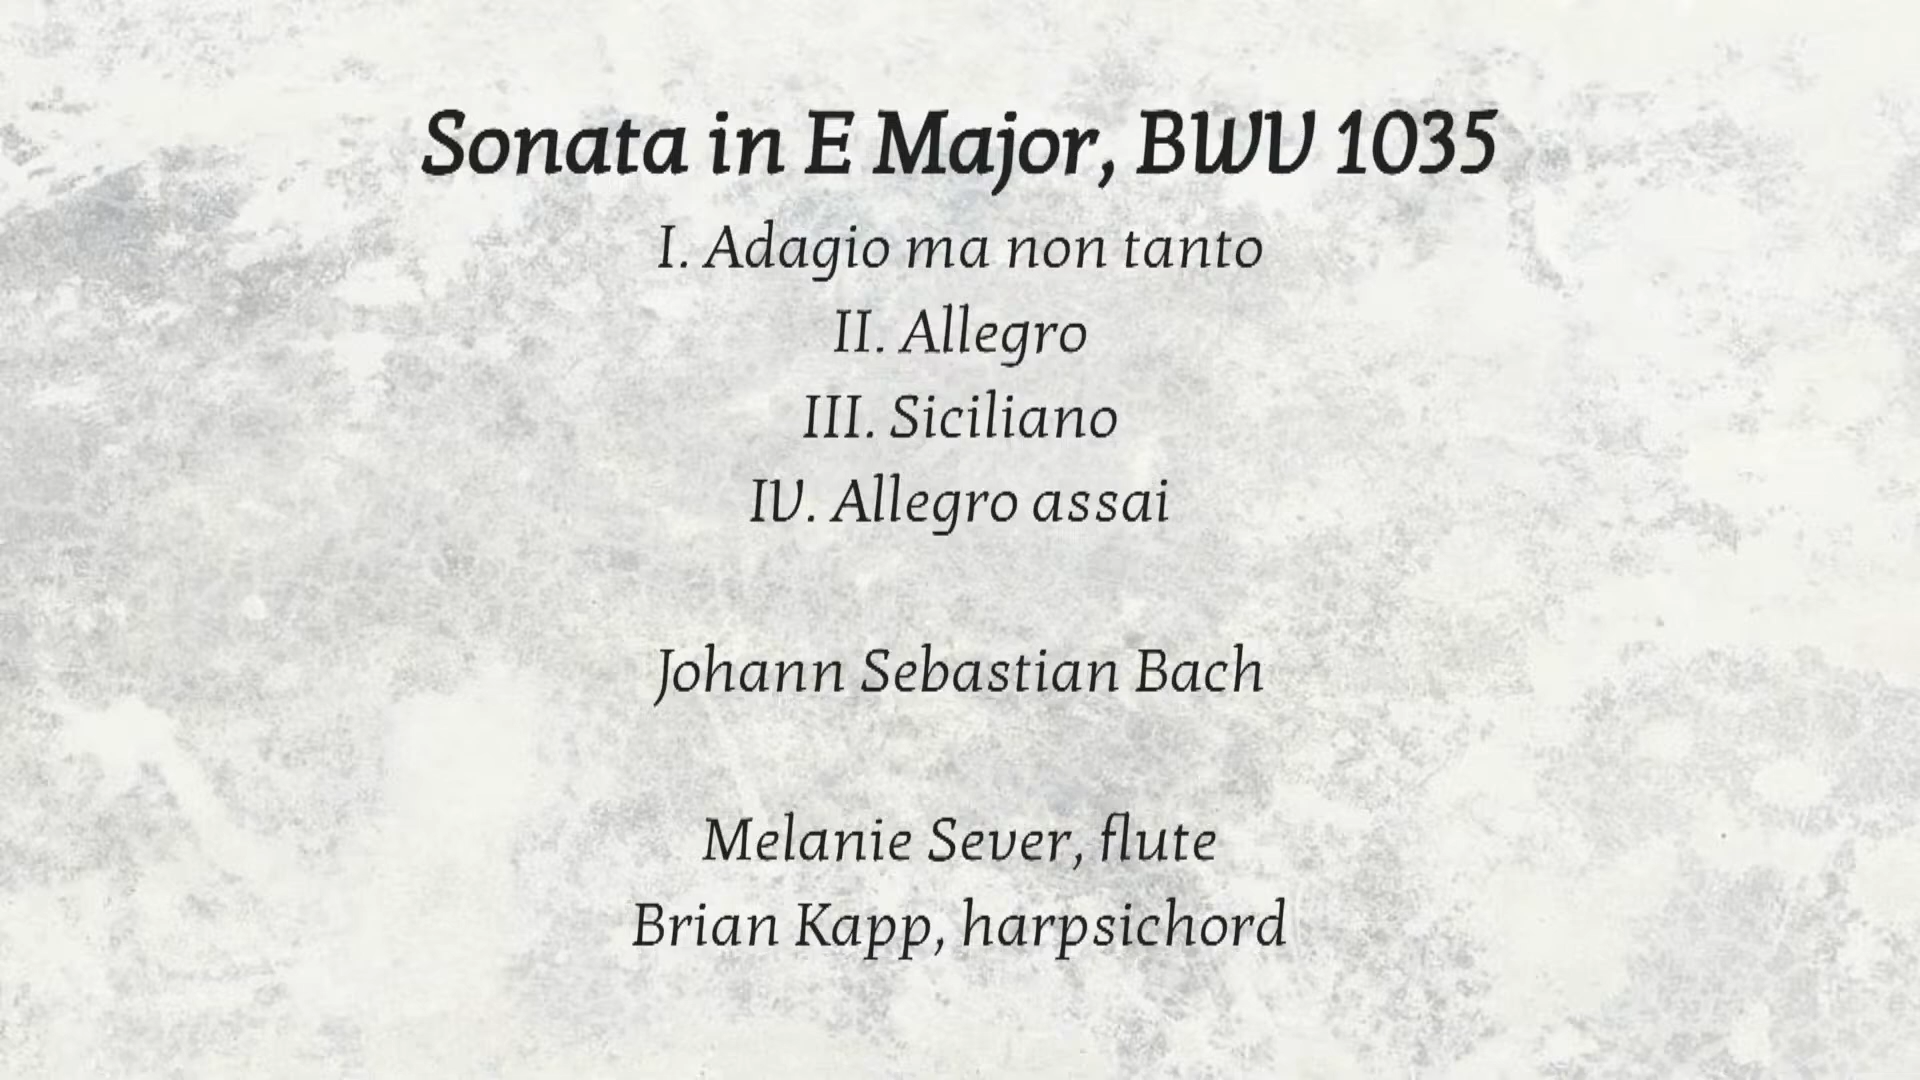 Sonata in E Major, BWV 1035
I. Adagio ma non tanto
II. Allegro
III. Siciliano
IV. Allegro assai
Johann Sebastian Bach
Melanie Sever, flute
Brian Kapp, harpsichord